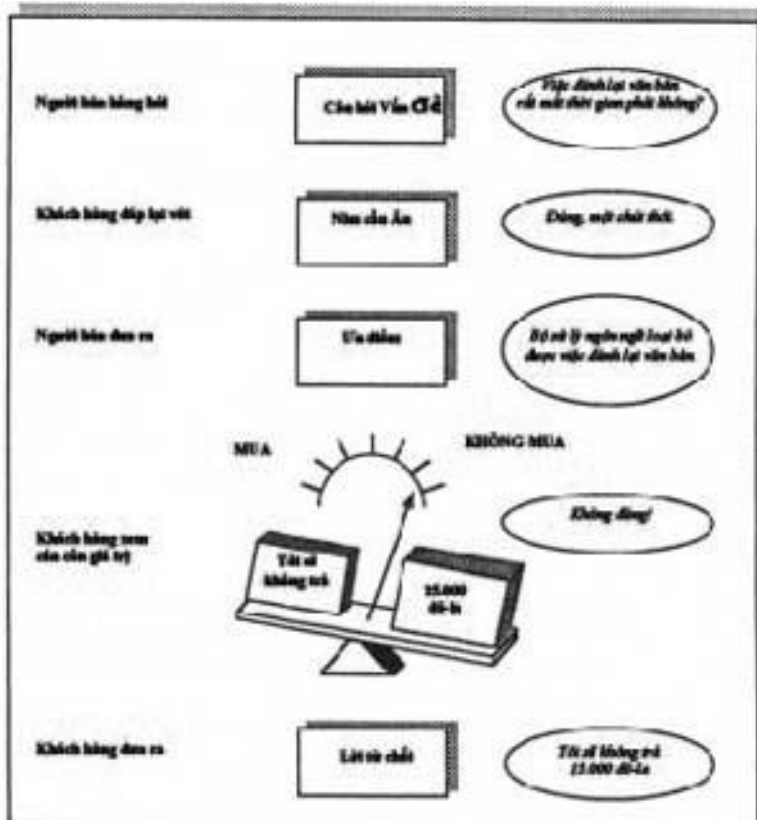 Người bán hàng hỏi
Câu hỏi Vấn đề
Việc đánh lại văn bản
rất mất thời gian phải không?
Khách hàng đáp lại với
Nhu cầu Ẩn
Đúng, một chút thôi.
Người bán đưa ra
Ưu điểm
Bộ xử lý ngôn ngữ loại bỏ
được việc đánh lại văn bản
MUA
KHÔNG MUA
Không đáng!
Khách hàng xem
cán cân giá trị
Tôi sẽ
không trả
15.000
đô-la
Khách hàng đưa ra
Lời từ chối
Tôi sẽ không trả
15.000 đô-la